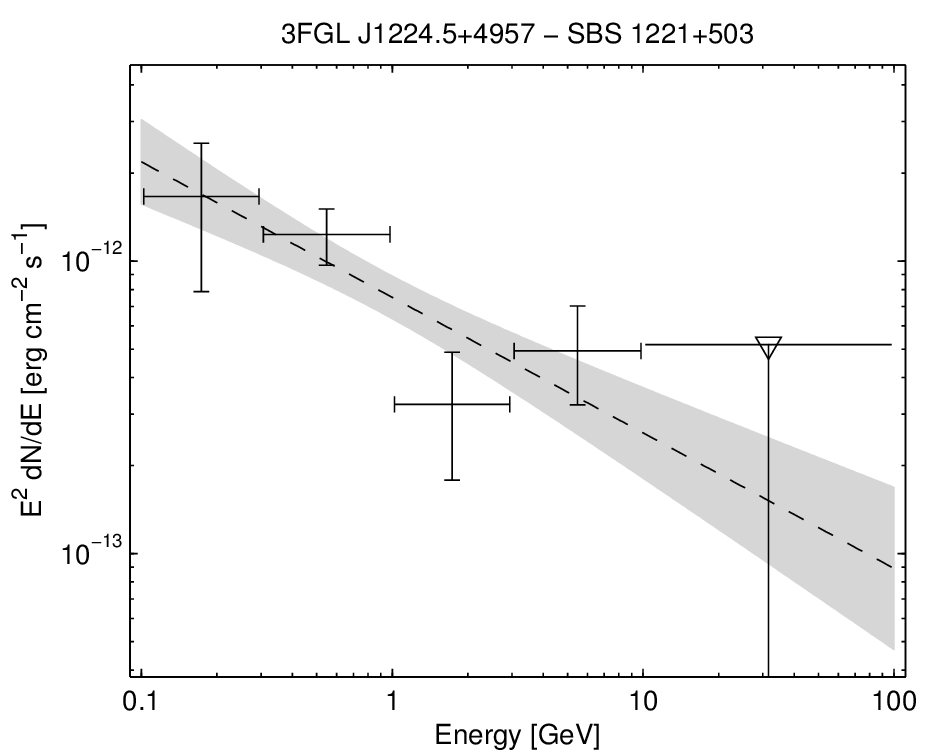 3FGL J1224.5+4957 − SBS 1221+503
E² dN/dE [erg cm⁻² s⁻¹]
10⁻¹²
10⁻¹³
0.1 1 10 100
Energy [GeV]